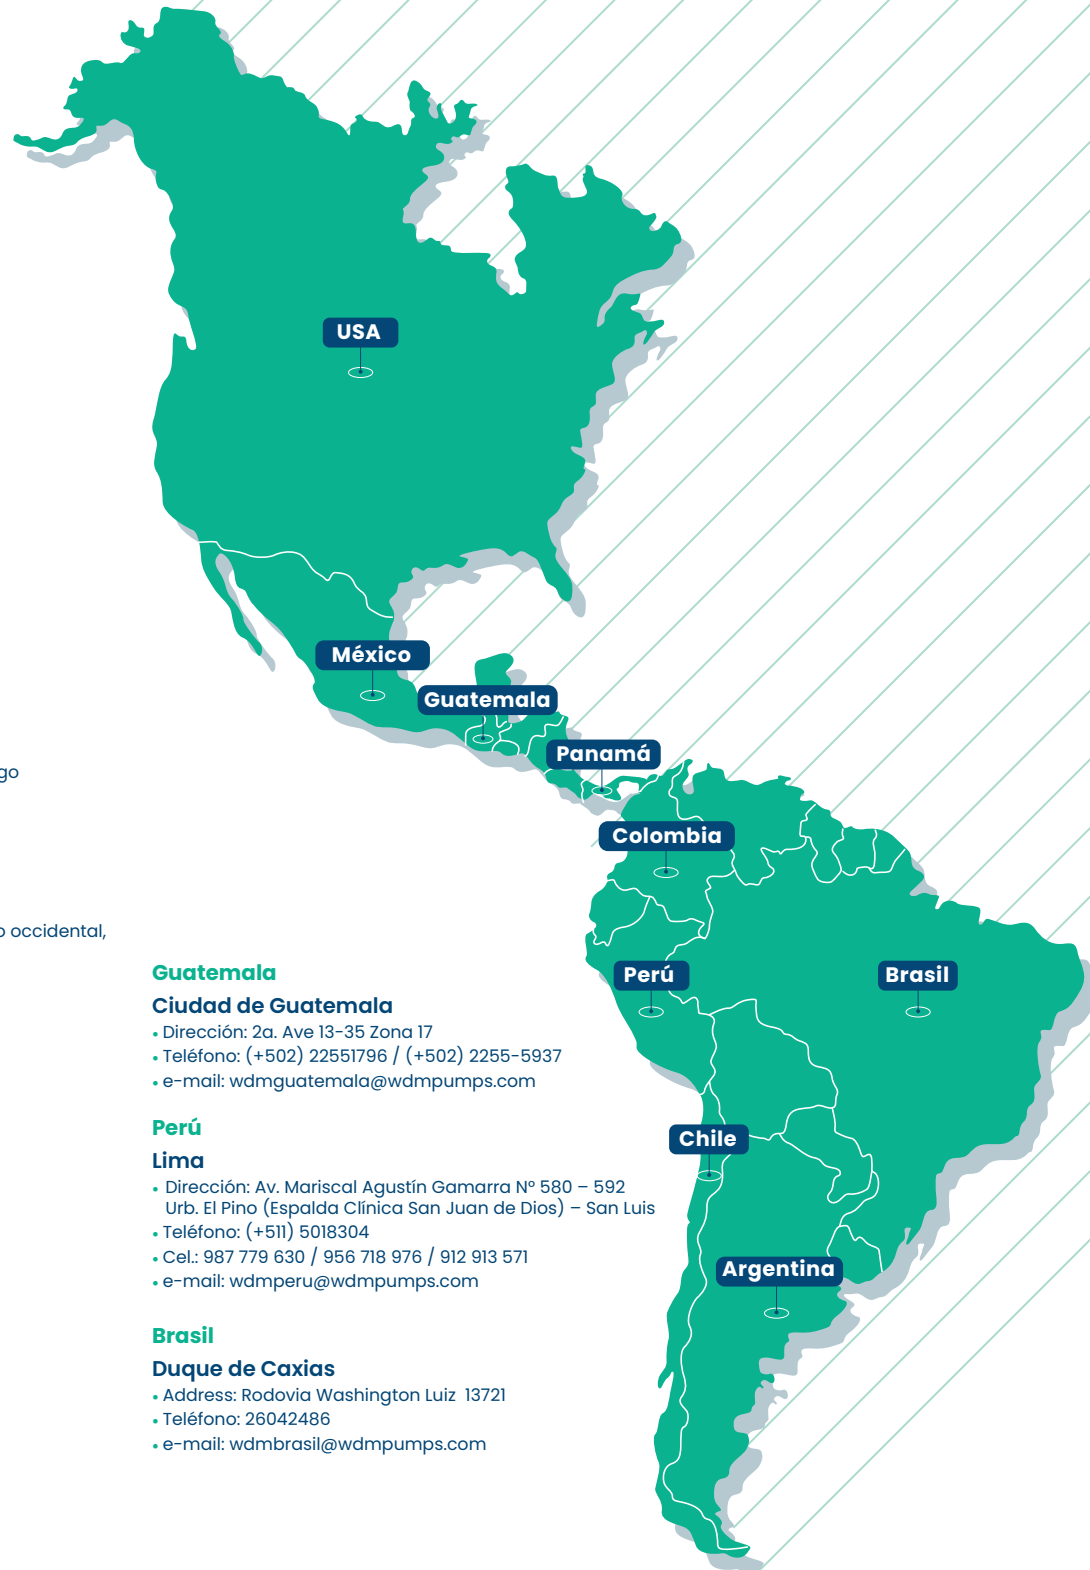 USA
México
Guatemala
Panamá
Colombia
Perú
Brasil
Chile
Argentina
occidental,
Guatemala
Ciudad de Guatemala
• Dirección: 2a. Ave 13-35 Zona 17
• Teléfono: (+502) 22551796 / (+502) 2255-5937
• e-mail: wdmguatemala@wdmpumps.com
Perú
Lima
• Dirección: Av. Mariscal Agustín Gamarra Nº 580 – 592
Urb. El Pino (Espalda Clínica San Juan de Dios) – San Luis
• Teléfono: (+511) 5018304
• Cel.: 987 779 630 / 956 718 976 / 912 913 571
• e-mail: wdmperu@wdmpumps.com
Brasil
Duque de Caxias
• Address: Rodovia Washington Luiz 13721
• Teléfono: 26042486
• e-mail: wdmbrasil@wdmpumps.com